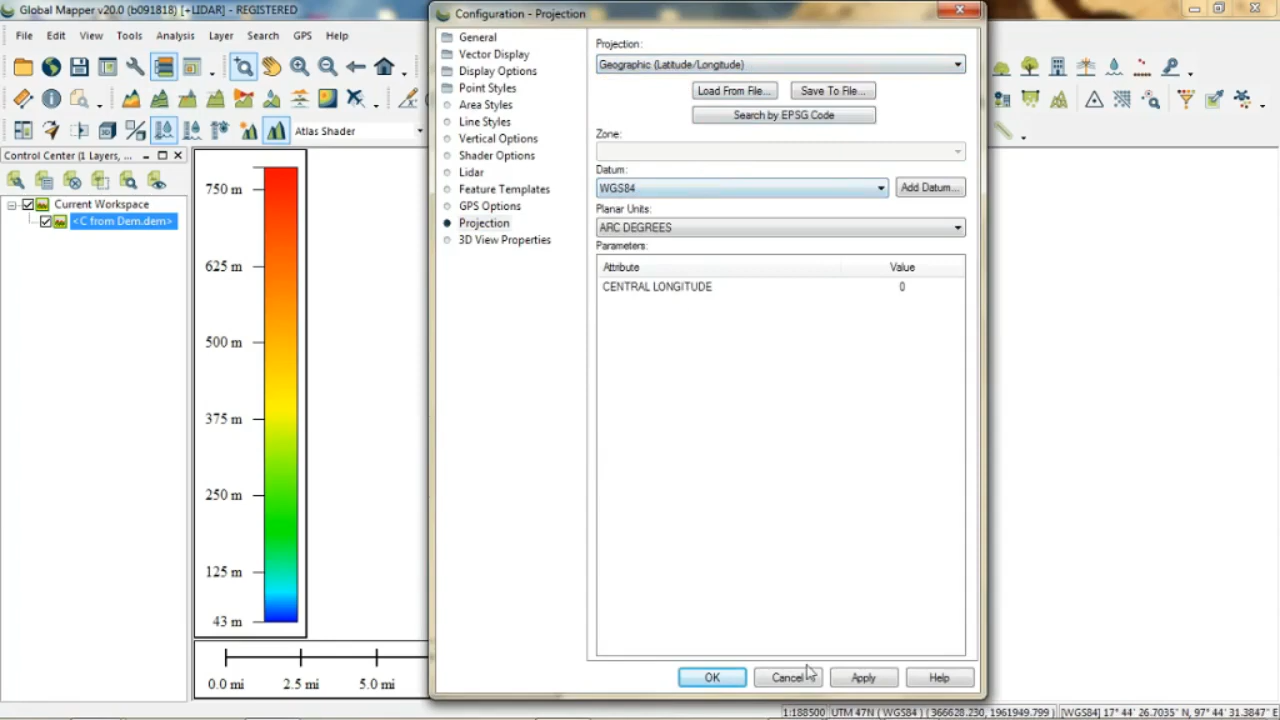 Global Mapper v20.0 (b091818) [+LIDAR] - REGISTERED
File Edit View Tools Analysis Layer Search GPS Help
Atlas Shader
Control Center (1 Layers, ...
Current Workspace
<C from Dem.dem>
750 m
625 m
500 m
375 m
250 m
125 m
43 m
0.0 mi 2.5 mi 5.0 mi
Configuration - Projection
General
Vector Display
Display Options
Point Styles
Area Styles
Line Styles
Vertical Options
Shader Options
Lidar
Feature Templates
GPS Options
Projection
3D View Properties
Projection:
Geographic (Latitude/Longitude)
Load From File... Save To File...
Search by EPSG Code
Zone:
Datum:
WGS84 Add Datum...
Planar Units:
ARC DEGREES
Parameters:
Attribute Value
CENTRAL LONGITUDE 0
OK Cancel Apply Help
1:188500 UTM 47N ( WGS84 ) ( 366628.230, 1961949.799 ) [WGS84] 17° 44' 26.7035" N, 97° 44' 31.3847" E